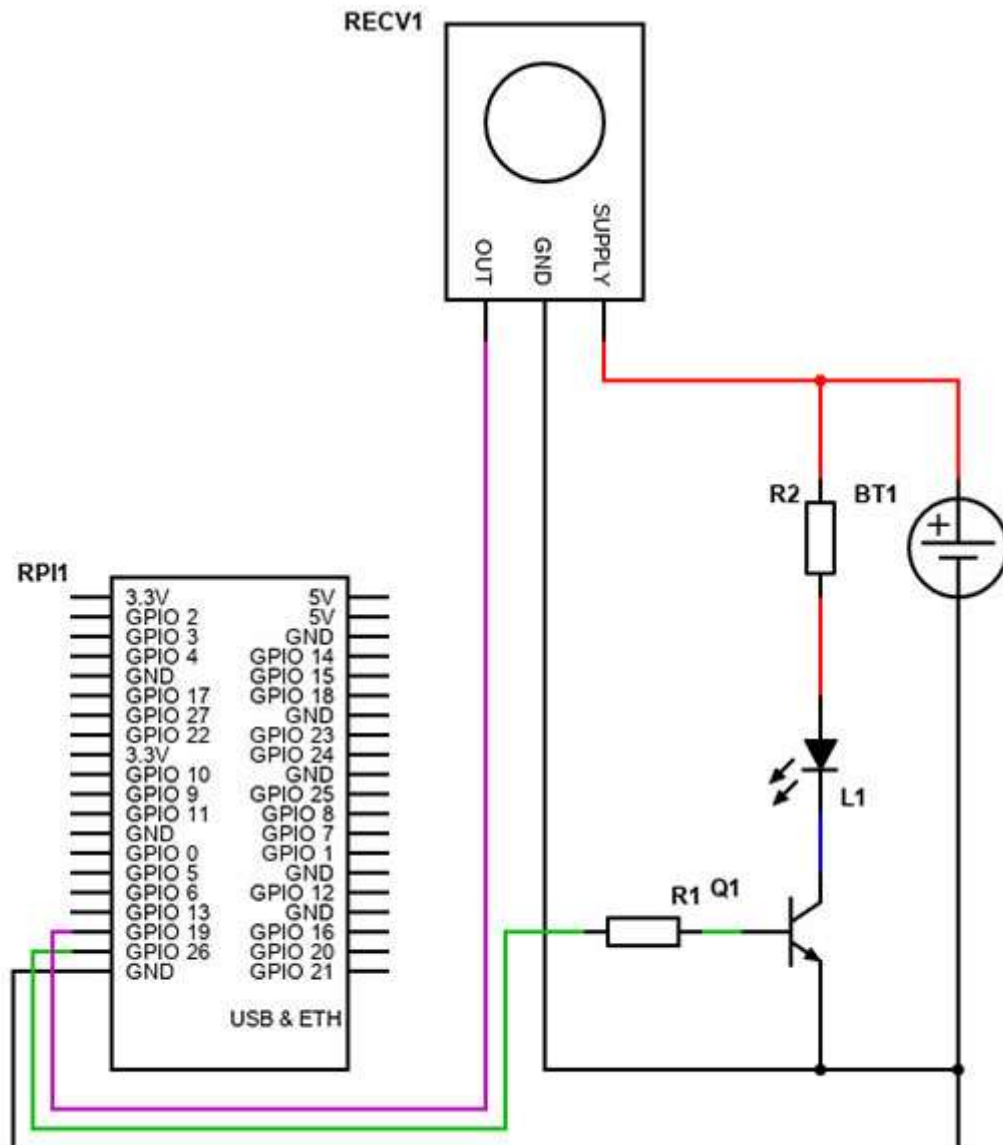 RECV1
OUT
GND
SUPPLY
R2
BT1
RPI1
3.3V 5V
GPIO 2 5V
GPIO 3 GND
GPIO 4 GPIO 14
GND GPIO 15
GPIO 17 GPIO 18
GPIO 27 GND
GPIO 22 GPIO 23
3.3V GPIO 24
GPIO 10 GND
GPIO 9 GPIO 25
GPIO 11 GPIO 8
GND GPIO 7
GPIO 0 GPIO 1
GPIO 5 GND
GPIO 6 GPIO 12
GPIO 13 GND
GPIO 19 GPIO 16
GPIO 26 GPIO 20
GND GPIO 21
USB & ETH
L1
R1
Q1